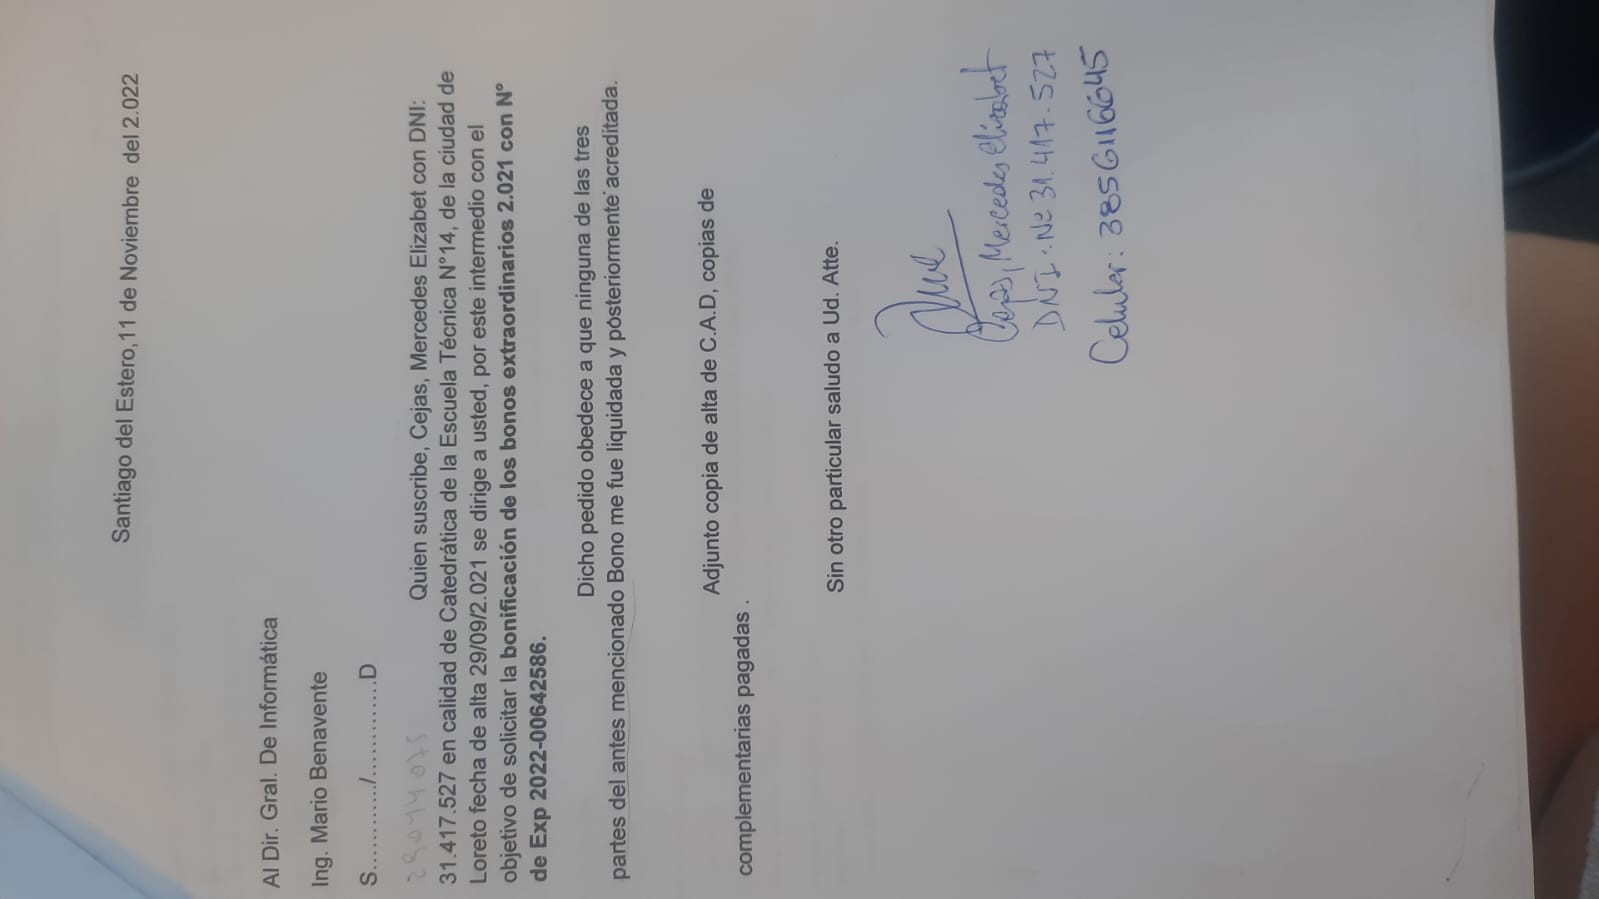 Santiago del Estero,11 de Noviembre del 2.022
Al Dir. Gral. De Informática
Ing. Mario Benavente
S............/.............D
29044075
Quien suscribe, Cejas, Mercedes Elizabet con DNI:
31.417.527 en calidad de Catedrática de la Escuela Técnica N°14, de la ciudad de
Loreto fecha de alta 29/09/2.021 se dirige a usted, por este intermedio con el
objetivo de solicitar la bonificación de los bonos extraordinarios 2.021 con N°
de Exp 2022-00642586.
Dicho pedido obedece a que ninguna de las tres
partes del antes mencionado Bono me fue liquidada y posteriormente acreditada.
Adjunto copia de alta de C.A.D, copias de
complementarias pagadas .
Sin otro particular saludo a Ud. Atte.
Cejas, Mercedes Elizabet
DNI: Nº 31.417.527
Celular: 3856116645